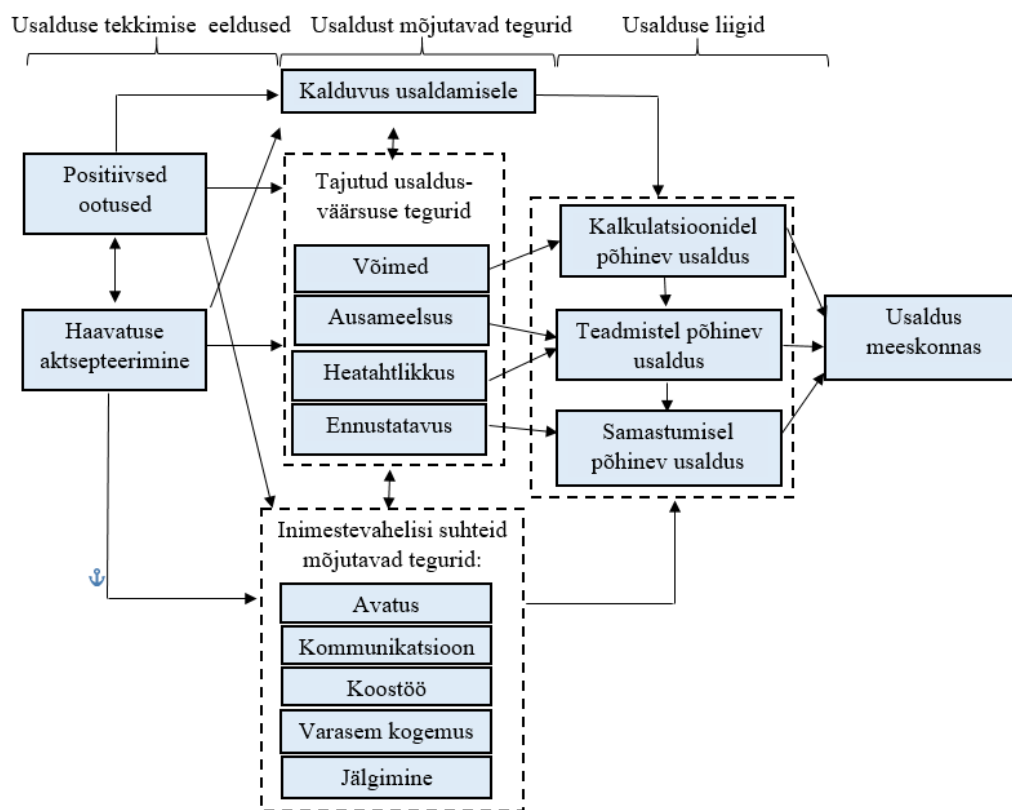 Usalduse tekkimise eeldused
Usaldust mõjutavad tegurid
Usalduse liigid
Kalduvus usaldamisele
Positiivsed
ootused
Haavatuse
aktsepteerimine
Tajutud usaldus-
väärsuse tegurid
Võimed
Ausameelsus
Heatahtlikkus
Ennustatavus
Inimestevahelisi suhteid
mõjutavad tegurid:
Avatus
Kommunikatsioon
Koostöö
Varasem kogemus
Jälgimine
Kalkulatsioonidel
põhinev usaldus
Teadmistel põhinev
usaldus
Samastumisel
põhinev usaldus
Usaldus
meeskonnas